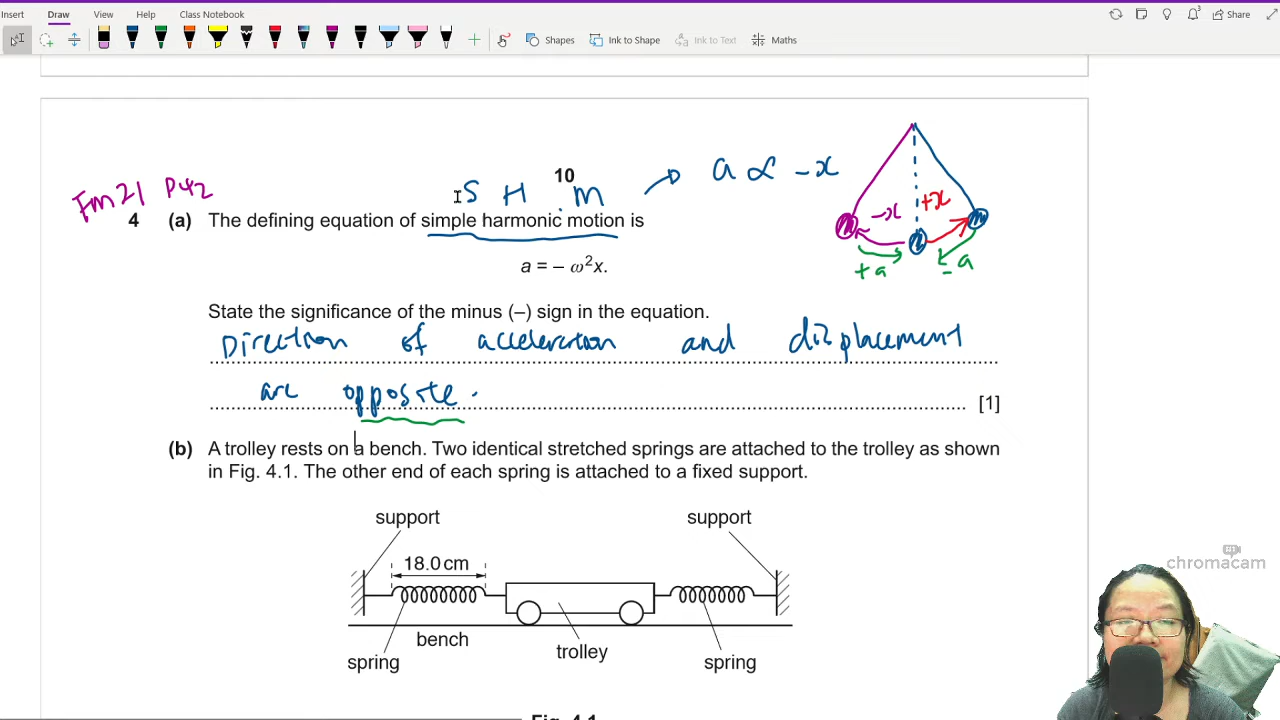 Insert Draw View Help Class Notebook
Share
Shapes Ink to Shape Ink to Text Maths
10
S H M → a ∝ -x
Fm21 P42
4 (a) The defining equation of simple harmonic motion is
a = – ω²x.
-x +x
+a -a
State the significance of the minus (–) sign in the equation.
Direction of acceleration and displacement
are opposite.
[1]
(b) A trolley rests on a bench. Two identical stretched springs are attached to the trolley as shown
in Fig. 4.1. The other end of each spring is attached to a fixed support.
support support
18.0 cm
bench
trolley
spring spring
Fig. 4.1
chromacam